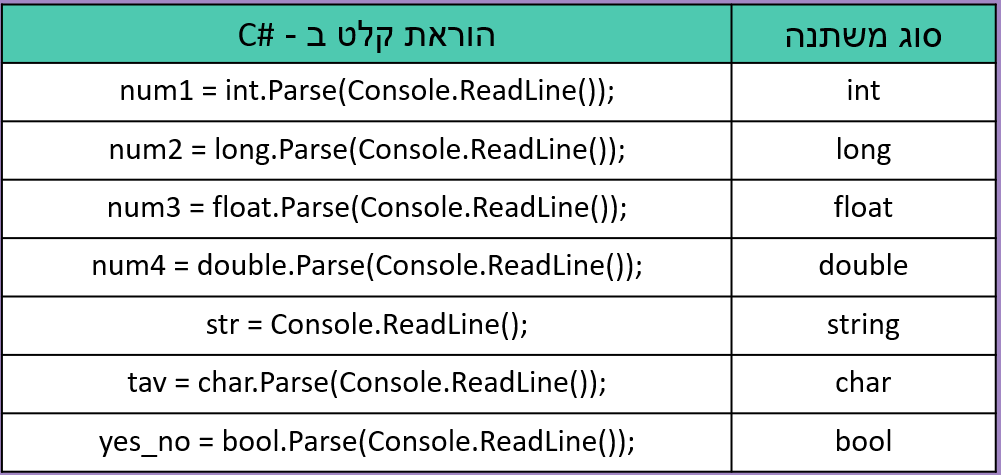 סוג משתנה הוראת קלט ב - C#
int num1 = int.Parse(Console.ReadLine());
long num2 = long.Parse(Console.ReadLine());
float num3 = float.Parse(Console.ReadLine());
double num4 = double.Parse(Console.ReadLine());
string str = Console.ReadLine();
char tav = char.Parse(Console.ReadLine());
bool yes_no = bool.Parse(Console.ReadLine());